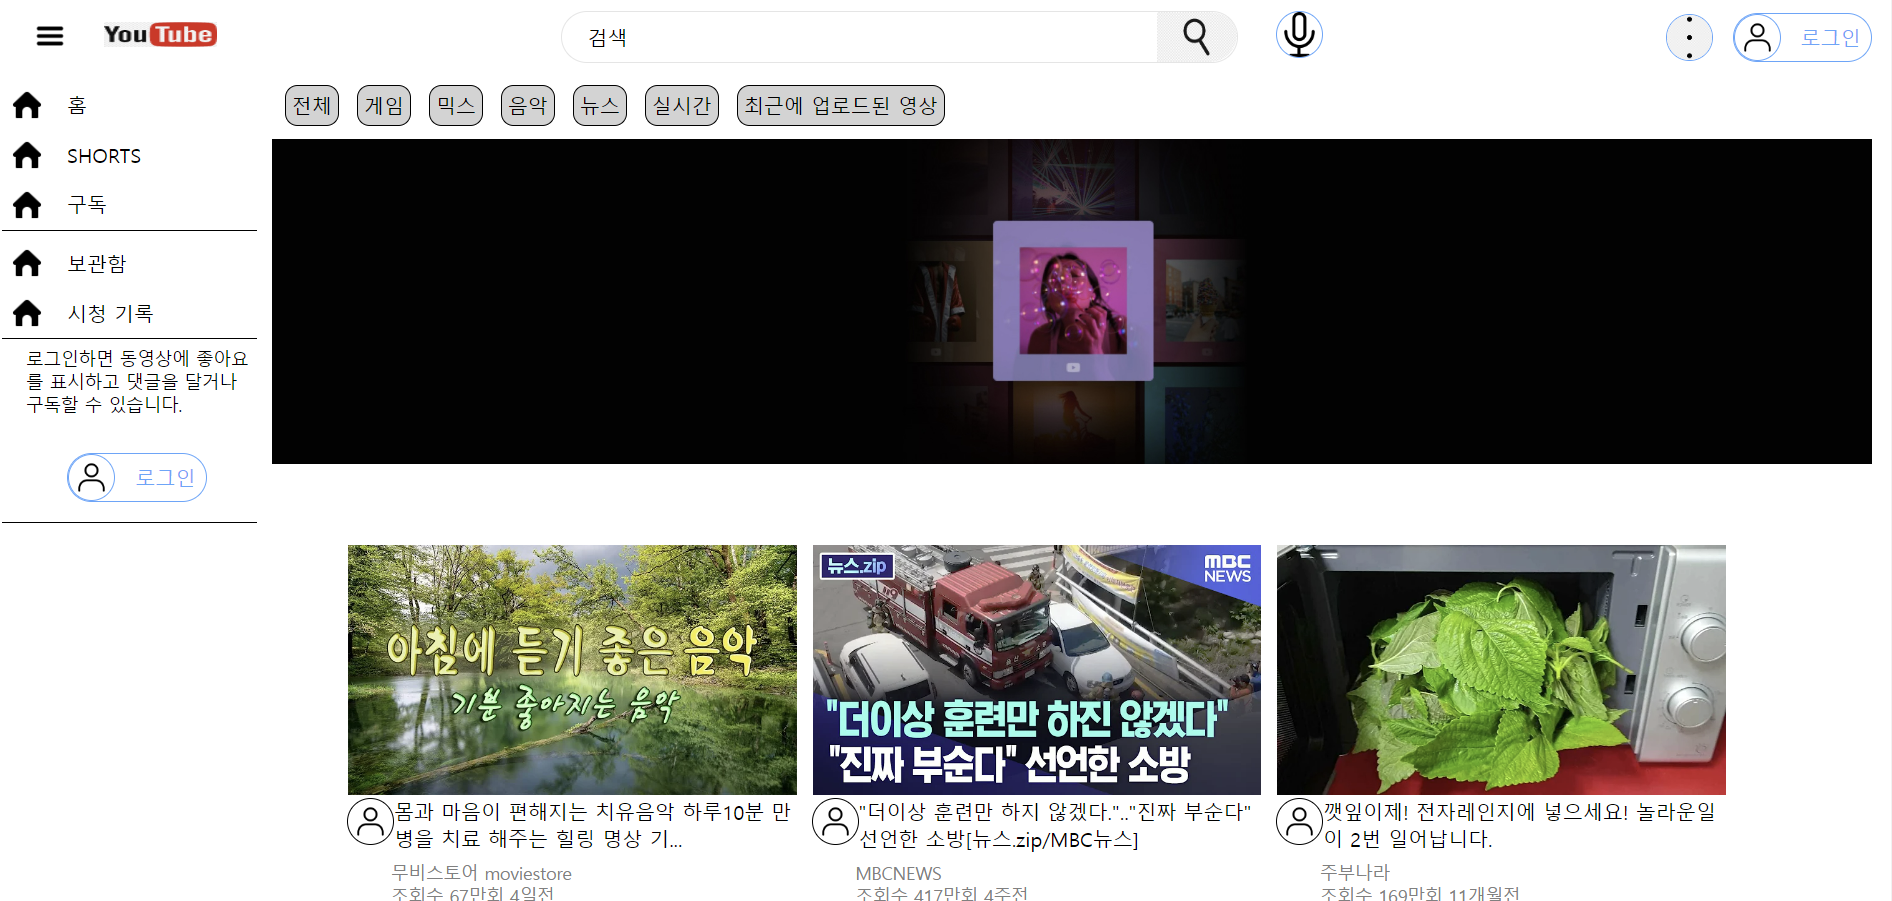 YouTube
검색
로그인
홈
SHORTS
구독
보관함
시청 기록
로그인하면 동영상에 좋아요
를 표시하고 댓글을 달거나
구독할 수 있습니다.
로그인
전체 게임 믹스 음악 뉴스 실시간 최근에 업로드된 영상
아침에 듣기 좋은 음악
기분 좋아지는 음악
몸과 마음이 편해지는 치유음악 하루10분 만
병을 치료 해주는 힐링 명상 기...
무비스토어 moviestore
조회수 67만회 4일전
뉴스.zip
MBC
NEWS
"더이상 훈련만 하진 않겠다"
"진짜 부순다" 선언한 소방
"더이상 훈련만 하지 않겠다.".."진짜 부순다"
선언한 소방[뉴스.zip/MBC뉴스]
MBCNEWS
조회수 417만회 4주전
깻잎이제! 전자레인지에 넣으세요! 놀라운일
이 2번 일어납니다.
주부나라
조회수 169만회 11개월전